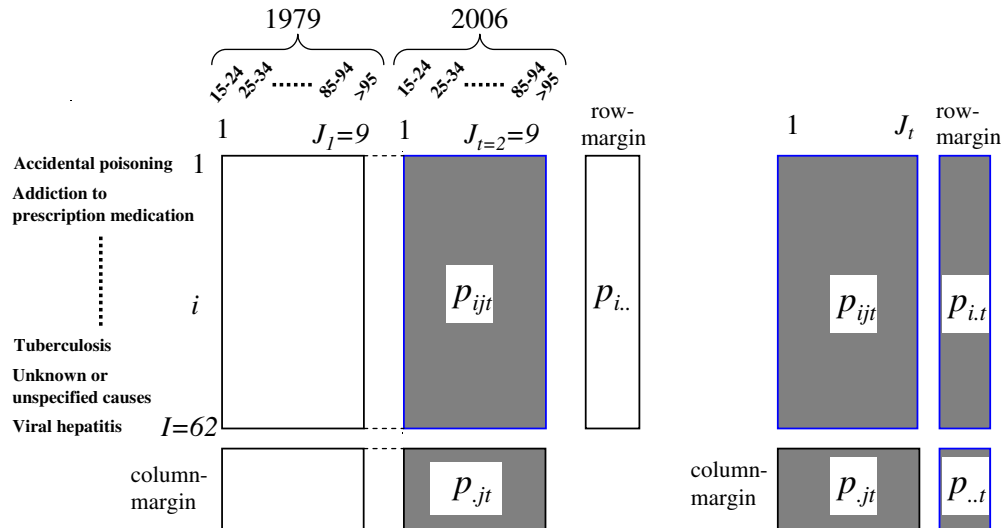 1979
2006
15-24
25-34
........
85-94
>95
15-24
25-34
........
85-94
>95
1
J1=9
1
Jt=2=9
row-
margin
1
Jt
row-
margin
Accidental poisoning
1
Addiction to
prescription medication
i
pijt
pi..
pijt
pi.t
Tuberculosis
Unknown or
unspecified causes
Viral hepatitis
I=62
column-
margin
p.jt
column-
margin
p.jt
p..t